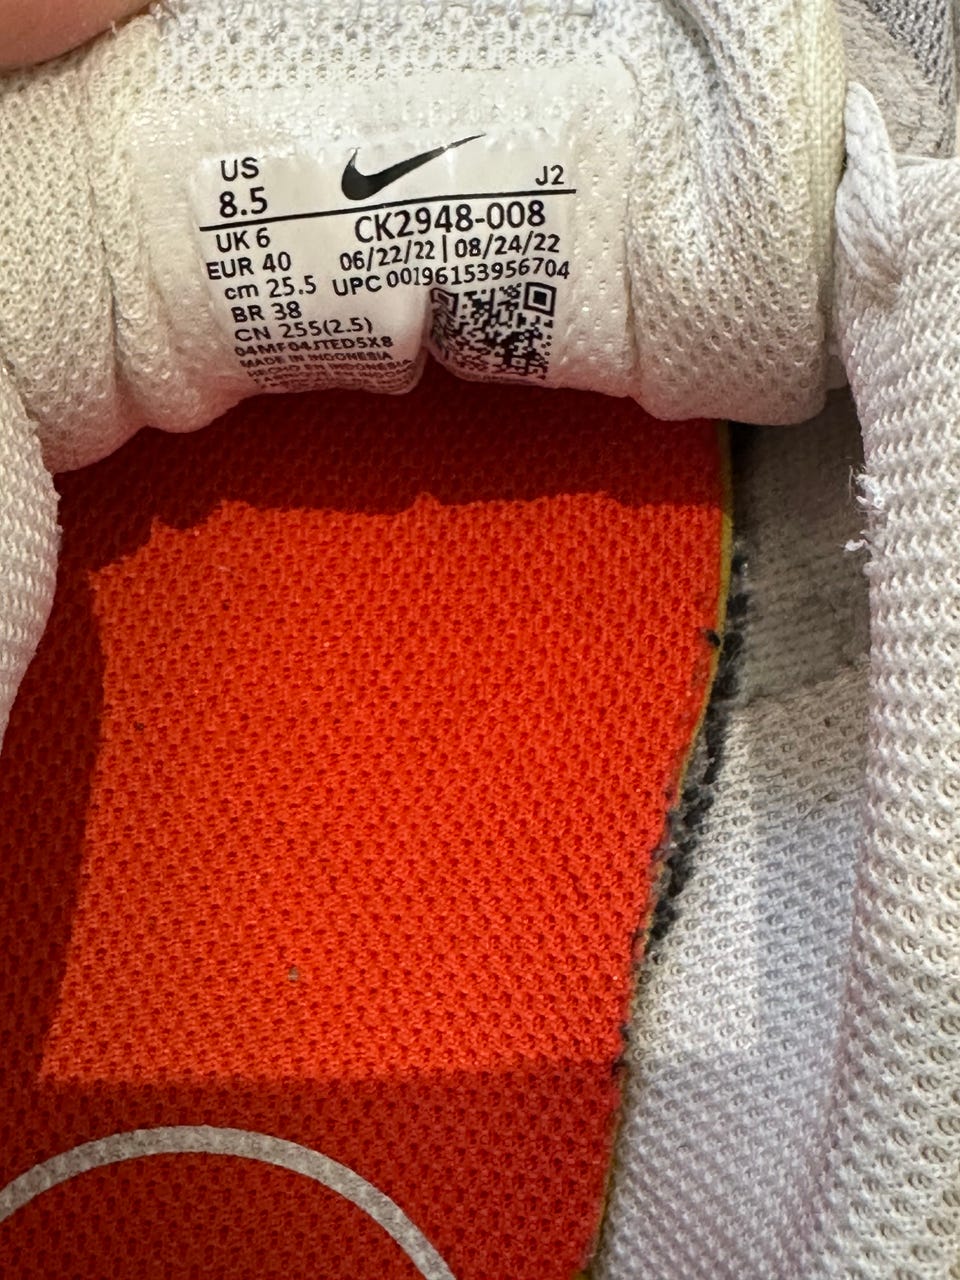 US
8.5
J2
UK 6
EUR 40
cm 25.5
BR 38
CN 255(2.5)
CK2948-008
06/22/22 | 08/24/22
UPC 00196153956704
04MF04JTED5X8
MADE IN INDONESIA
HECHO EN INDONESIA